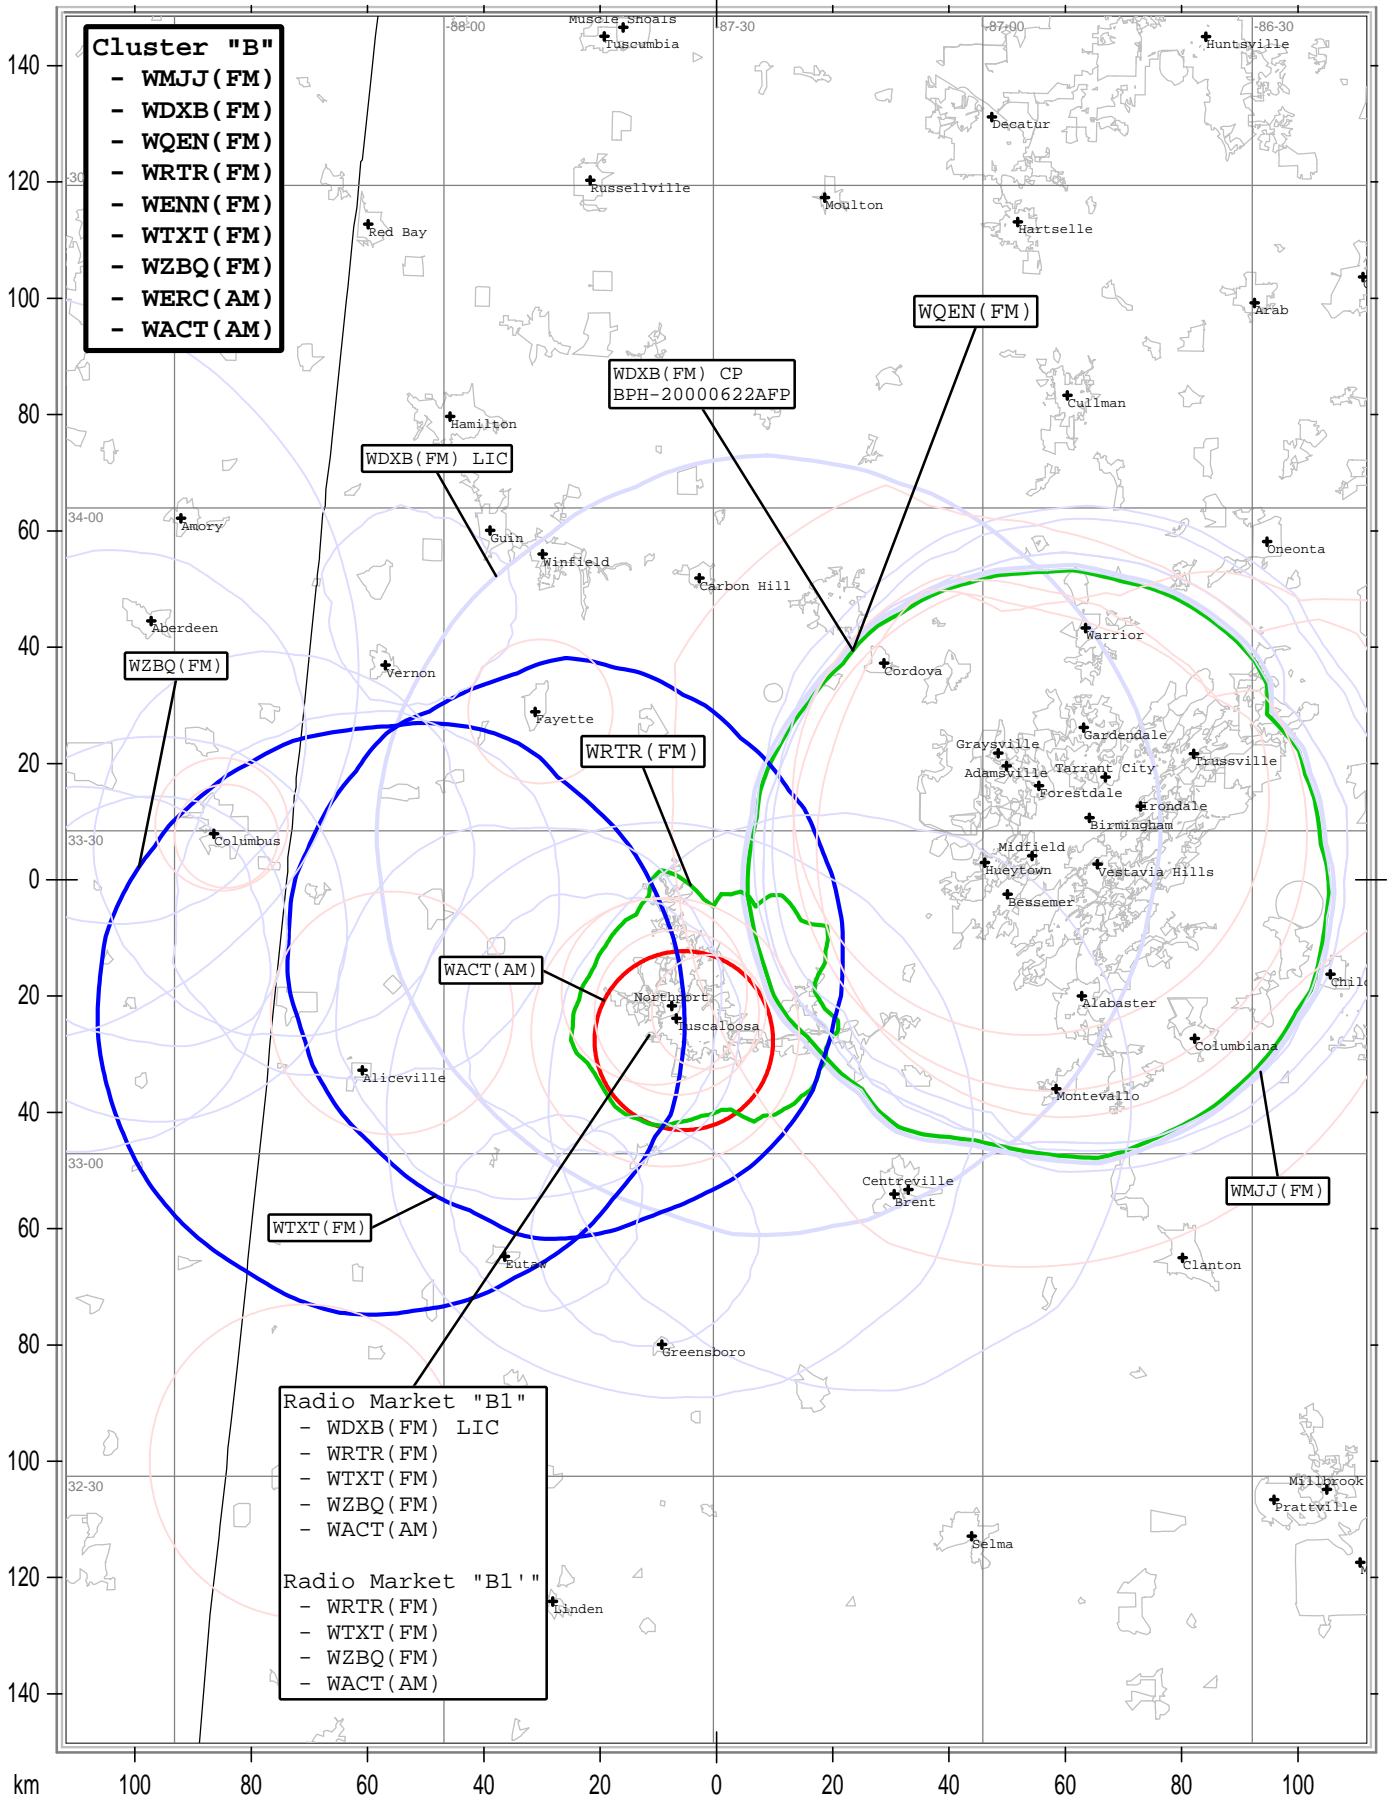 Muscle Shoals
-88-00
-87-30
-87-00
-86-30
Tuscumbia
Huntsville
Cluster "B"
- WMJJ(FM)
- WDXB(FM)
- WQEN(FM)
- WRTR(FM)
- WENN(FM)
- WTXT(FM)
- WZBQ(FM)
- WERC(AM)
- WACT(AM)
140
Decatur
120
-30
Russellville
Moulton
Red Bay
Hartselle
100
Arab
WQEN(FM)
WDXB(FM) CP
BPH-20000622AFP
80
Cullman
Hamilton
WDXB(FM) LIC
34-00
Amory
60
Guin
Winfield
Oneonta
Carbon Hill
Aberdeen
40
Warrior
WZBQ(FM)
Vernon
Cordova
Fayette
Gardendale
WRTR(FM)
Graysville
20
Adamsville
Tarrant City
Trussville
Forestdale
Irondale
Birmingham
33-30
Columbus
Midfield
0
Hueytown
Vestavia Hills
Bessemer
WACT(AM)
20
Northport
Alabaster
Tuscaloosa
Columbiana
Aliceville
Montevallo
40
33-00
Centreville
Brent
WMJJ(FM)
WTXT(FM)
60
Eutaw
Clanton
80
Greensboro
Radio Market "B1"
- WDXB(FM) LIC
- WRTR(FM)
- WTXT(FM)
- WZBQ(FM)
- WACT(AM)
100
32-30
Millbrook
Prattville
Selma
120
Radio Market "B1'"
- WRTR(FM)
- WTXT(FM)
- WZBQ(FM)
- WACT(AM)
Linden
140
km 100 80 60 40 20 0 20 40 60 80 100